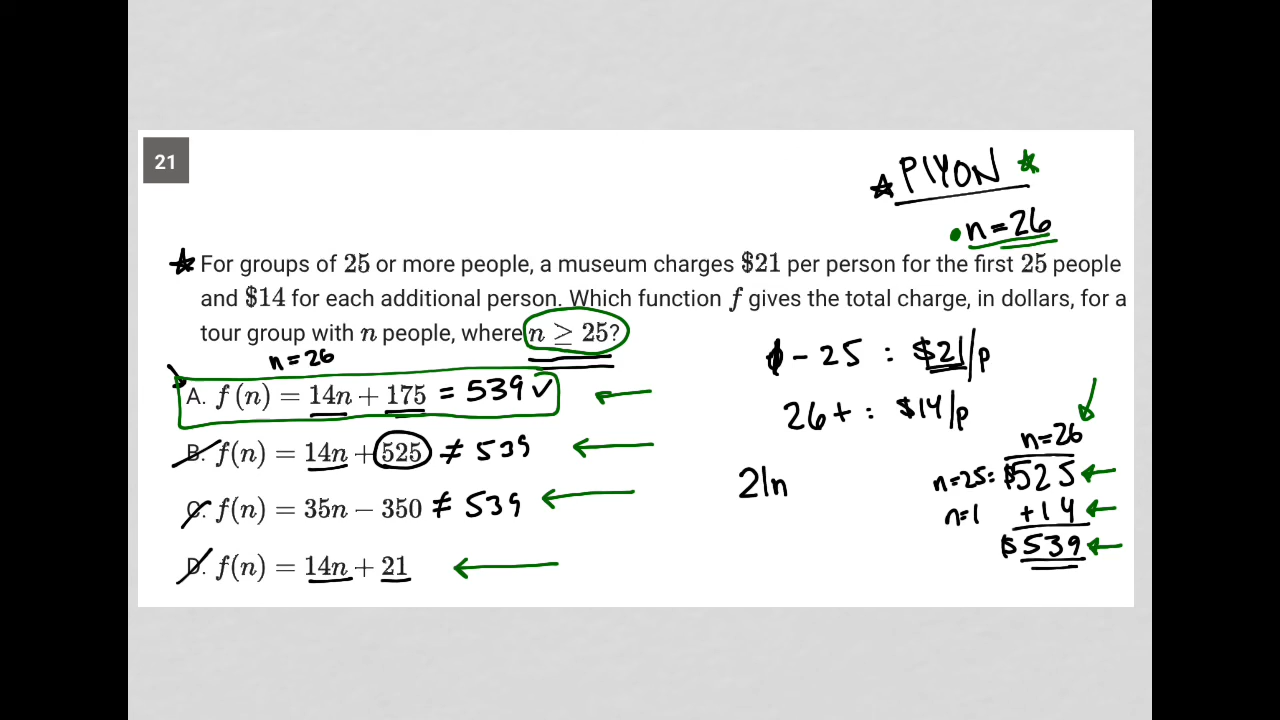 21
☆ PIYON ☆
• n = 26
☆ For groups of 25 or more people, a museum charges $21 per person for the first 25 people
and $14 for each additional person. Which function f gives the total charge, in dollars, for a
tour group with n people, where n ≥ 25?
n = 26
A. f(n) = 14n + 175 = 539 ✓
B. f(n) = 14n + 525 ≠ 539
C. f(n) = 35n − 350 ≠ 539
D. f(n) = 14n + 21
1 - 25 : $21/p
26 + : $14/p
21n
n = 26
n=25: $525
n=1 +14
$539